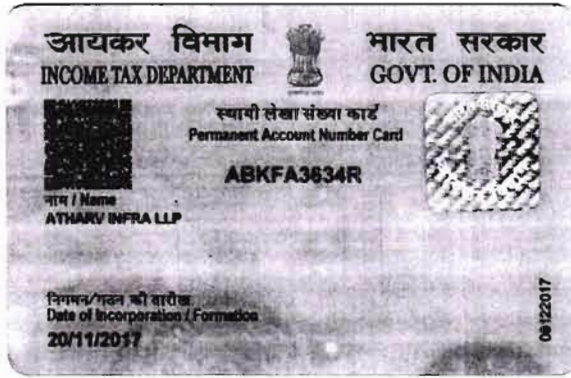 आयकर विभाग
INCOME TAX DEPARTMENT
भारत सरकार
GOVT. OF INDIA
स्थायी लेखा संख्या कार्ड
Permanent Account Number Card
ABKFA3634R
नाम / Name
ATHARV INFRA LLP
निगमन/गठन की तारीख
Date of Incorporation / Formation
20/11/2017
06122017